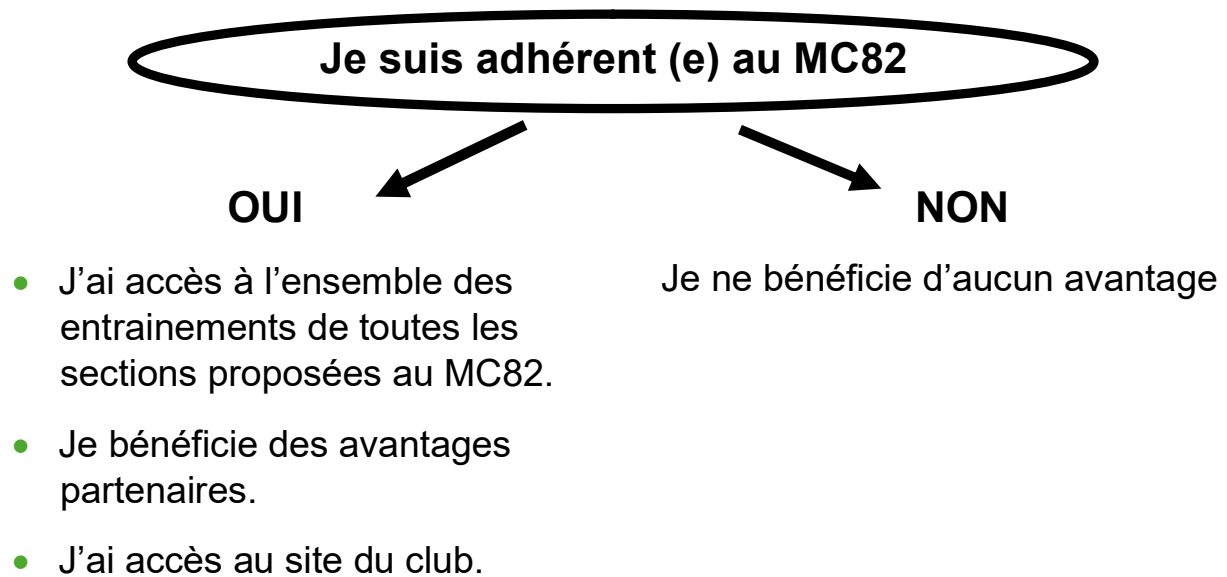 Je suis adhérent (e) au MC82
OUI
J’ai accès à l’ensemble des
entrainements de toutes les
sections proposées au MC82.
Je bénéficie des avantages
partenaires.
J’ai accès au site du club.
NON
Je ne bénéficie d’aucun avantage